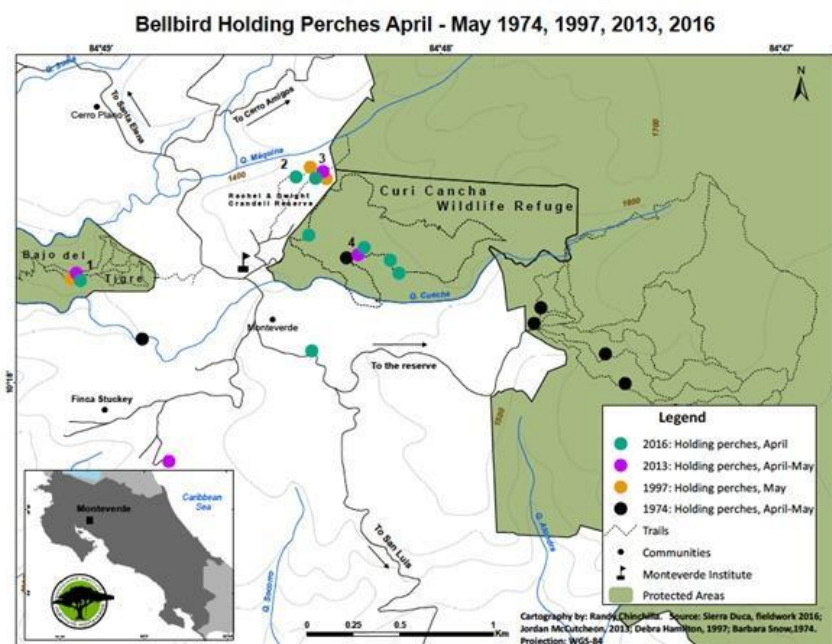 Bellbird Holding Perches April - May 1974, 1997, 2013, 2016
84°49'
84°48'
84°47'
N
To Santa Elena
To Cerro Amigos
Cerro Plano
Q. Máquina
1400
1700
2
3
Rachel & Dwight
Crandell Reserve
Curi Cancha
Wildlife Refuge
1600
Bajo del
Tigre
1
4
Q. Cuecha
Monteverde
To the reserve
10°18'
Finca Stuckey
1500
Legend
2016: Holding perches, April
2013: Holding perches, April-May
1997: Holding perches, May
1974: Holding perches, April-May
Trails
Communities
Monteverde Institute
Protected Areas
Caribbean
Sea
Monteverde
To San Luis
Q. Socorro
0
0.5
1
Km
Cartography by: Randy Chinchilla. Source: Sierra Duca, fieldwork 2016;
Jordan McCutcheon, 2013; Debra Hamilton, 1997; Barbara Snow,1974.
Projection: WGS-84